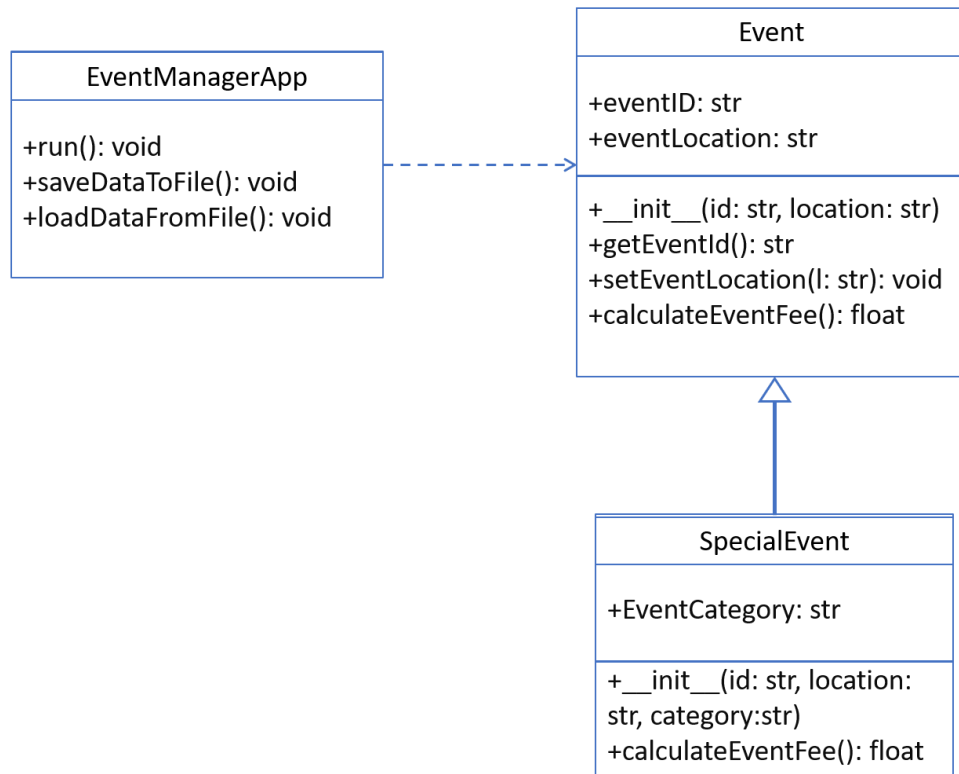 EventManagerApp
+run(): void
+saveDataToFile(): void
+loadDataFromFile(): void
Event
+eventID: str
+eventLocation: str
+__init__(id: str, location: str)
+getEventId(): str
+setEventLocation(l: str): void
+calculateEventFee(): float
SpecialEvent
+EventCategory: str
+__init__(id: str, location:
str, category:str)
+calculateEventFee(): float